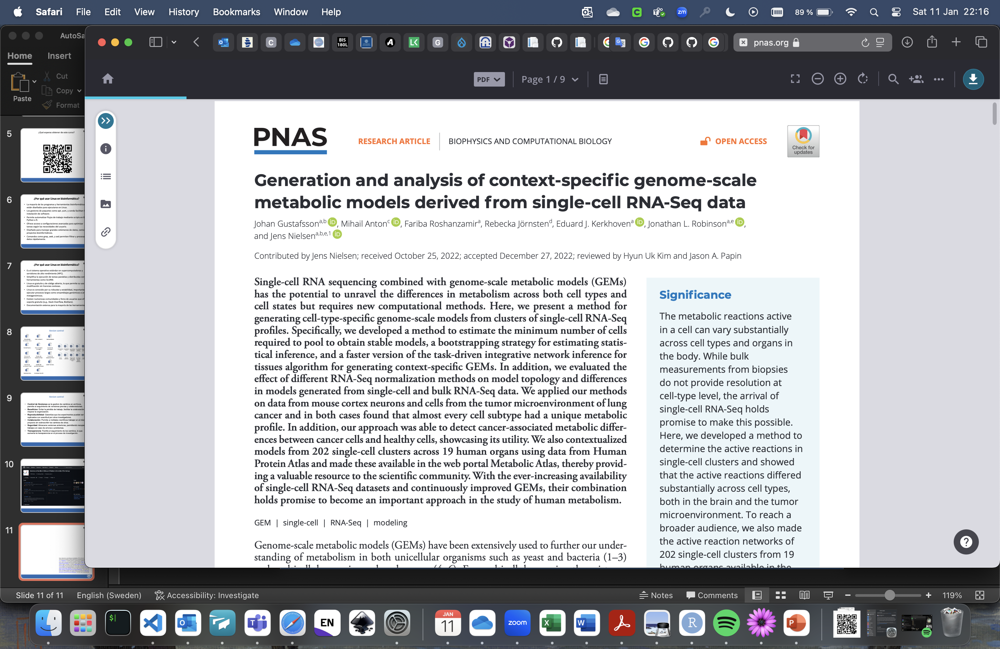 Safari File Edit View History Bookmarks Window Help
89 % Sat 11 Jan 22:16
AutoSa
Home Insert
Paste
Cut
Copy
Format
BIS
180L
pnas.org
PDF
Page 1 / 9
5
¿Qué esperas obtener de este curso?
6
¿Por qué usar Linux en bioinformática?
7
¿Por qué usar Linux en bioinformática?
8
Version control
9
Version control
10
11
PNAS
RESEARCH ARTICLE | BIOPHYSICS AND COMPUTATIONAL BIOLOGY
OPEN ACCESS
Check for
updates
Generation and analysis of context-specific genome-scale
metabolic models derived from single-cell RNA-Seq data
Johan Gustafsson a,b iD, Mihail Anton c iD, Fariba Roshanzamir a, Rebecka Jörnsten d, Eduard J. Kerkhoven a iD, Jonathan L. Robinson a,e iD,
and Jens Nielsen a,b,e,1 iD
Contributed by Jens Nielsen; received October 25, 2022; accepted December 27, 2022; reviewed by Hyun Uk Kim and Jason A. Papin
Single-cell RNA sequencing combined with genome-scale metabolic models (GEMs)
has the potential to unravel the differences in metabolism across both cell types and
cell states but requires new computational methods. Here, we present a method for
generating cell-type-specific genome-scale models from clusters of single-cell RNA-Seq
profiles. Specifically, we developed a method to estimate the minimum number of cells
required to pool to obtain stable models, a bootstrapping strategy for estimating statis-
tical inference, and a faster version of the task-driven integrative network inference for
tissues algorithm for generating context-specific GEMs. In addition, we evaluated the
effect of different RNA-Seq normalization methods on model topology and differences
in models generated from single-cell and bulk RNA-Seq data. We applied our methods
on data from mouse cortex neurons and cells from the tumor microenvironment of lung
cancer and in both cases found that almost every cell subtype had a unique metabolic
profile. In addition, our approach was able to detect cancer-associated metabolic differ-
ences between cancer cells and healthy cells, showcasing its utility. We also contextualized
models from 202 single-cell clusters across 19 human organs using data from Human
Protein Atlas and made these available in the web portal Metabolic Atlas, thereby provid-
ing a valuable resource to the scientific community. With the ever-increasing availability
of single-cell RNA-Seq datasets and continuously improved GEMs, their combination
holds promise to become an important approach in the study of human metabolism.
GEM | single-cell | RNA-Seq | modeling
Genome-scale metabolic models (GEMs) have been extensively used to further our under-
standing of metabolism in both unicellular organisms such as yeast and bacteria (1–3)
Significance
The metabolic reactions active
in a cell can vary substantially
across cell types and organs in
the body. While bulk
measurements from biopsies
do not provide resolution at
cell-type level, the arrival of
single-cell RNA-Seq holds
promise to make this possible.
Here, we developed a method to
determine the active reactions in
single-cell clusters and showed
that the active reactions differed
substantially across cell types,
both in the brain and the tumor
microenvironment. To reach a
broader audience, we also made
the active reaction networks of
202 single-cell clusters from 19
human organs available in the
Slide 11 of 11 English (Sweden) Accessibility: Investigate
Notes Comments 119%
EN
JAN
11
zoom